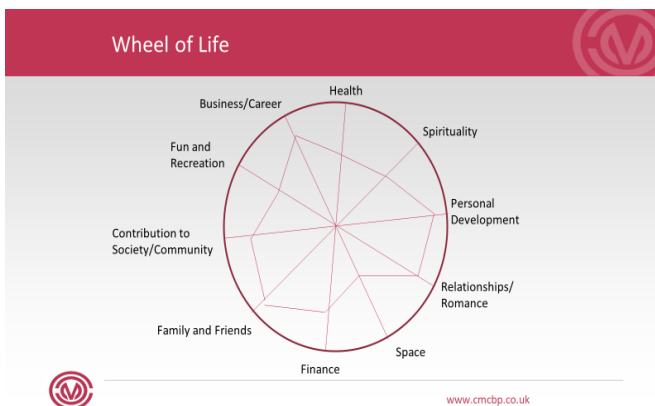 Wheel of Life
Health
Business/Career
Spirituality
Fun and
Recreation
Personal
Development
Contribution to
Society/Community
Relationships/
Romance
Family and Friends
Space
Finance
www.cmcbp.co.uk